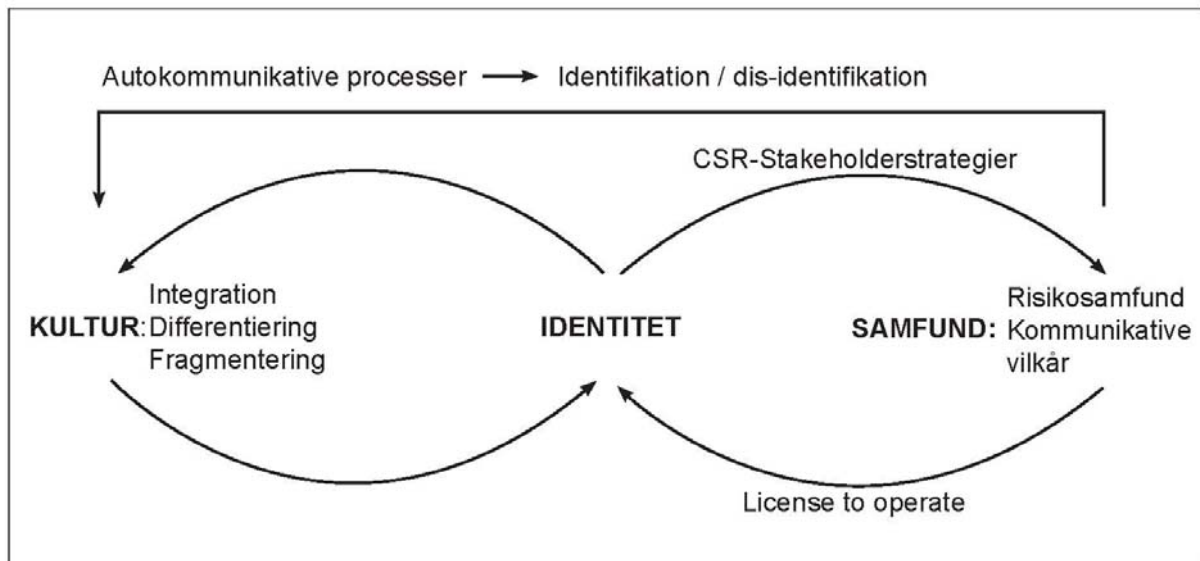 Autokommunikative processer → Identifikation / dis-identifikation
CSR-Stakeholderstrategier
KULTUR: Integration
Differentiering
Fragmentering
IDENTITET
SAMFUND: Risikosamfund
Kommunikative
vilkår
License to operate